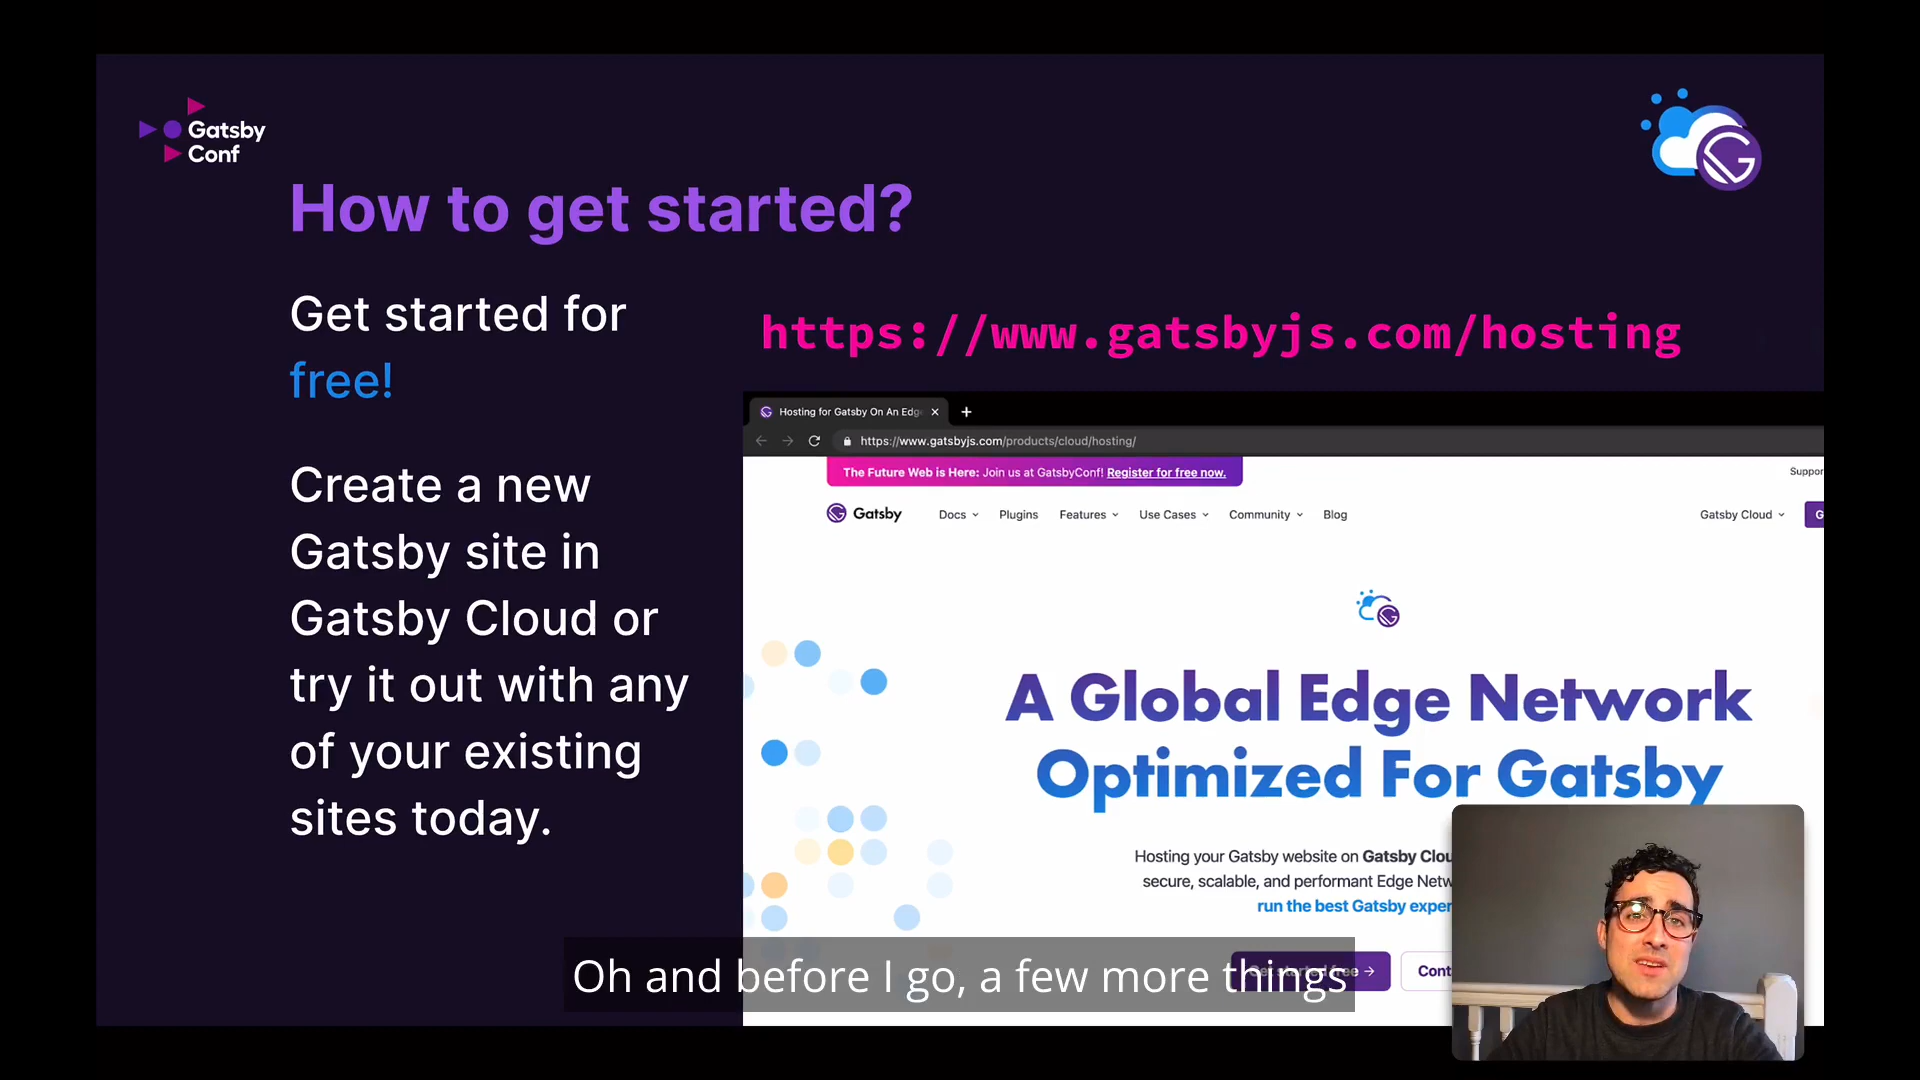 Gatsby
Conf
How to get started?
Get started for
free!
Create a new
Gatsby site in
Gatsby Cloud or
try it out with any
of your existing
sites today.
https://www.gatsbyjs.com/hosting
Hosting for Gatsby On An Edg
https://www.gatsbyjs.com/products/cloud/hosting/
The Future Web is Here: Join us at GatsbyConf! Register for free now.
Suppor
Gatsby Docs Plugins Features Use Cases Community Blog Gatsby Cloud G
A Global Edge Network
Optimized For Gatsby
Hosting your Gatsby website on Gatsby Clou
secure, scalable, and performant Edge Netw
run the best Gatsby exper
Get started free → Cont
Oh and before I go, a few more things